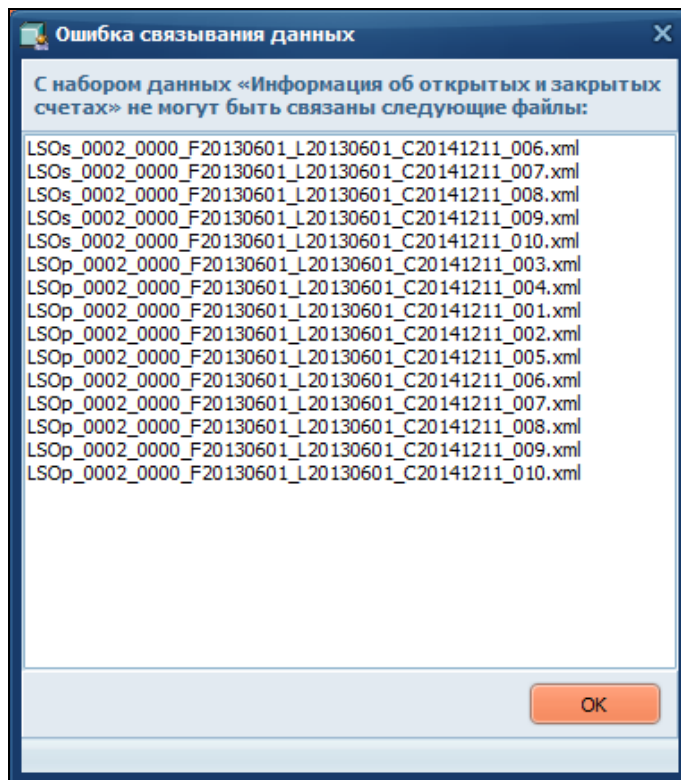 Ошибка связывания данных
С набором данных «Информация об открытых и закрытых
счетах» не могут быть связаны следующие файлы:
LSOs_0002_0000_F20130601_L20130601_C20141211_006.xml
LSOs_0002_0000_F20130601_L20130601_C20141211_007.xml
LSOs_0002_0000_F20130601_L20130601_C20141211_008.xml
LSOs_0002_0000_F20130601_L20130601_C20141211_009.xml
LSOs_0002_0000_F20130601_L20130601_C20141211_010.xml
LSOp_0002_0000_F20130601_L20130601_C20141211_003.xml
LSOp_0002_0000_F20130601_L20130601_C20141211_004.xml
LSOp_0002_0000_F20130601_L20130601_C20141211_001.xml
LSOp_0002_0000_F20130601_L20130601_C20141211_002.xml
LSOp_0002_0000_F20130601_L20130601_C20141211_005.xml
LSOp_0002_0000_F20130601_L20130601_C20141211_006.xml
LSOp_0002_0000_F20130601_L20130601_C20141211_007.xml
LSOp_0002_0000_F20130601_L20130601_C20141211_008.xml
LSOp_0002_0000_F20130601_L20130601_C20141211_009.xml
LSOp_0002_0000_F20130601_L20130601_C20141211_010.xml
OK